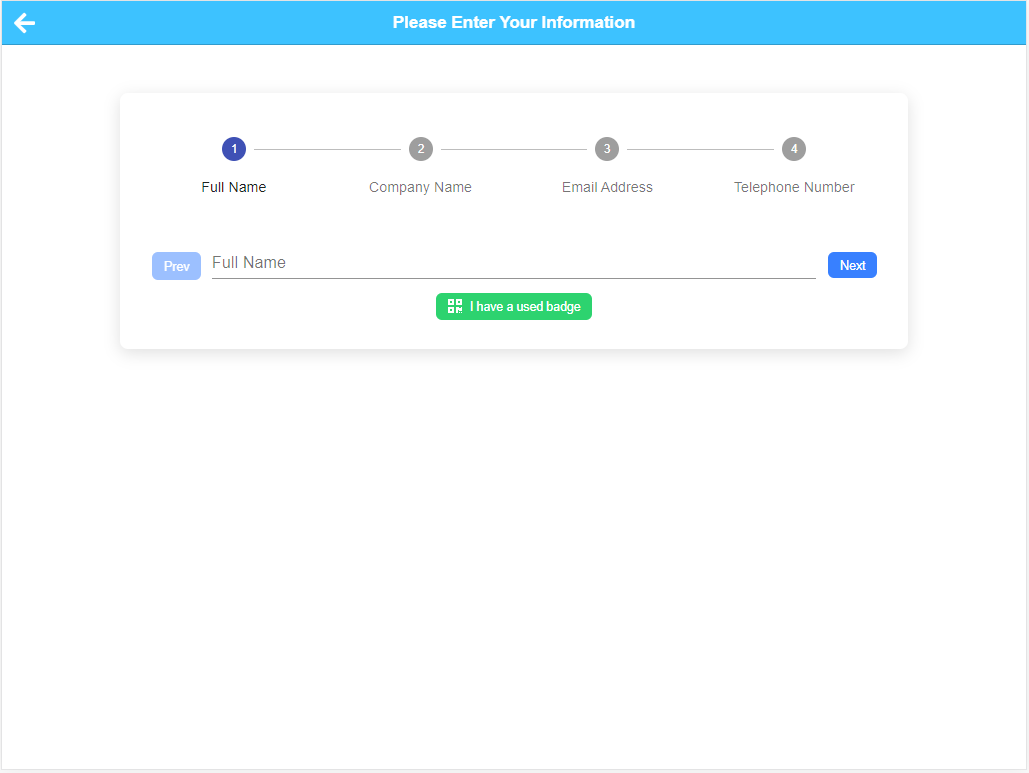 Please Enter Your Information
1 2 3 4
Full Name Company Name Email Address Telephone Number
Prev Full Name Next
I have a used badge